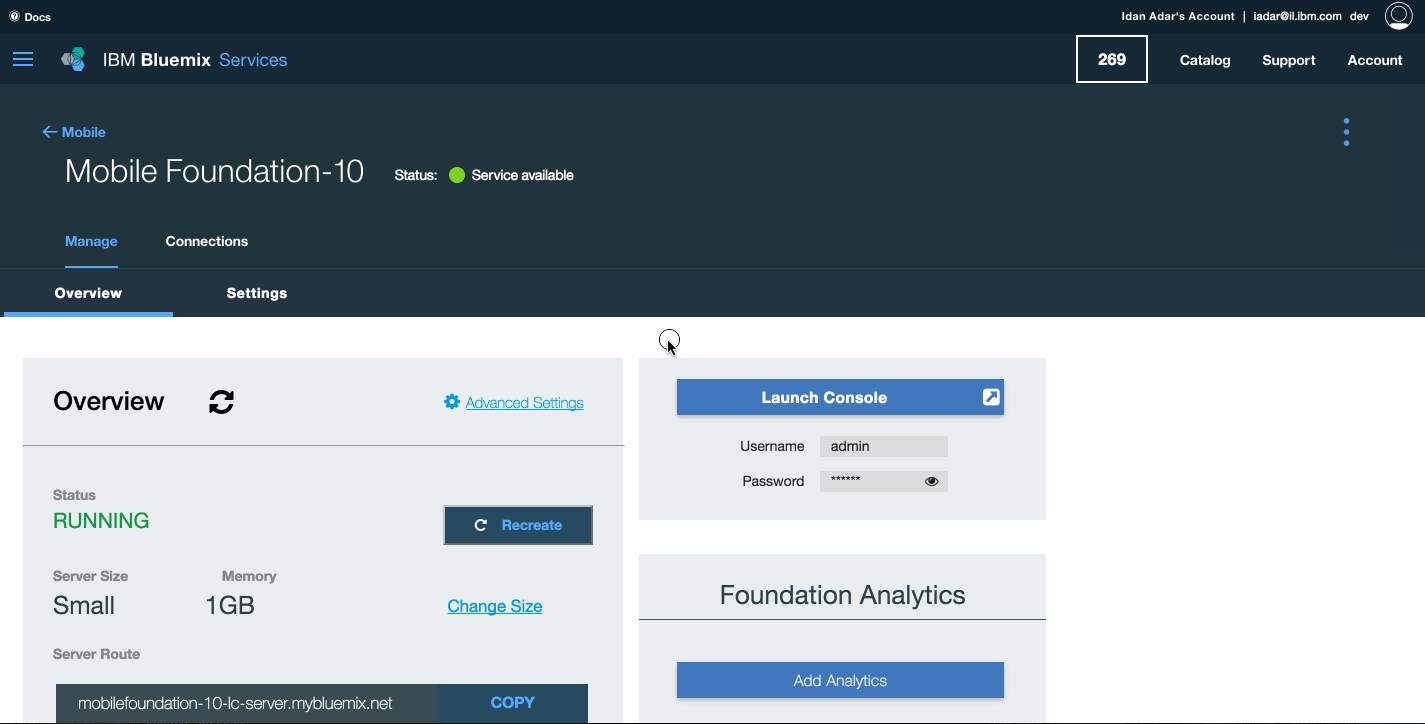 Docs
Idan Adar's Account | iadar@il.ibm.com dev
IBM Bluemix Services
269 Catalog Support Account
Mobile
Mobile Foundation-10
Status: Service available
Manage Connections
Overview Settings
Overview
Advanced Settings
Status
RUNNING
Recreate
Server Size Memory
Small 1GB
Change Size
Server Route
mobilefoundation-10-lc-server.mybluemix.net COPY
Launch Console
Username admin
Password ******
Foundation Analytics
Add Analytics